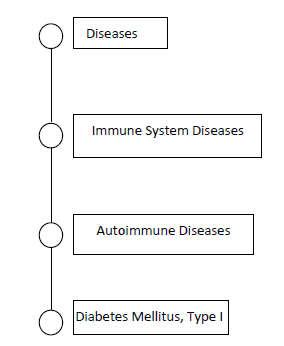 Diseases
Immune System Diseases
Autoimmune Diseases
Diabetes Mellitus, Type I